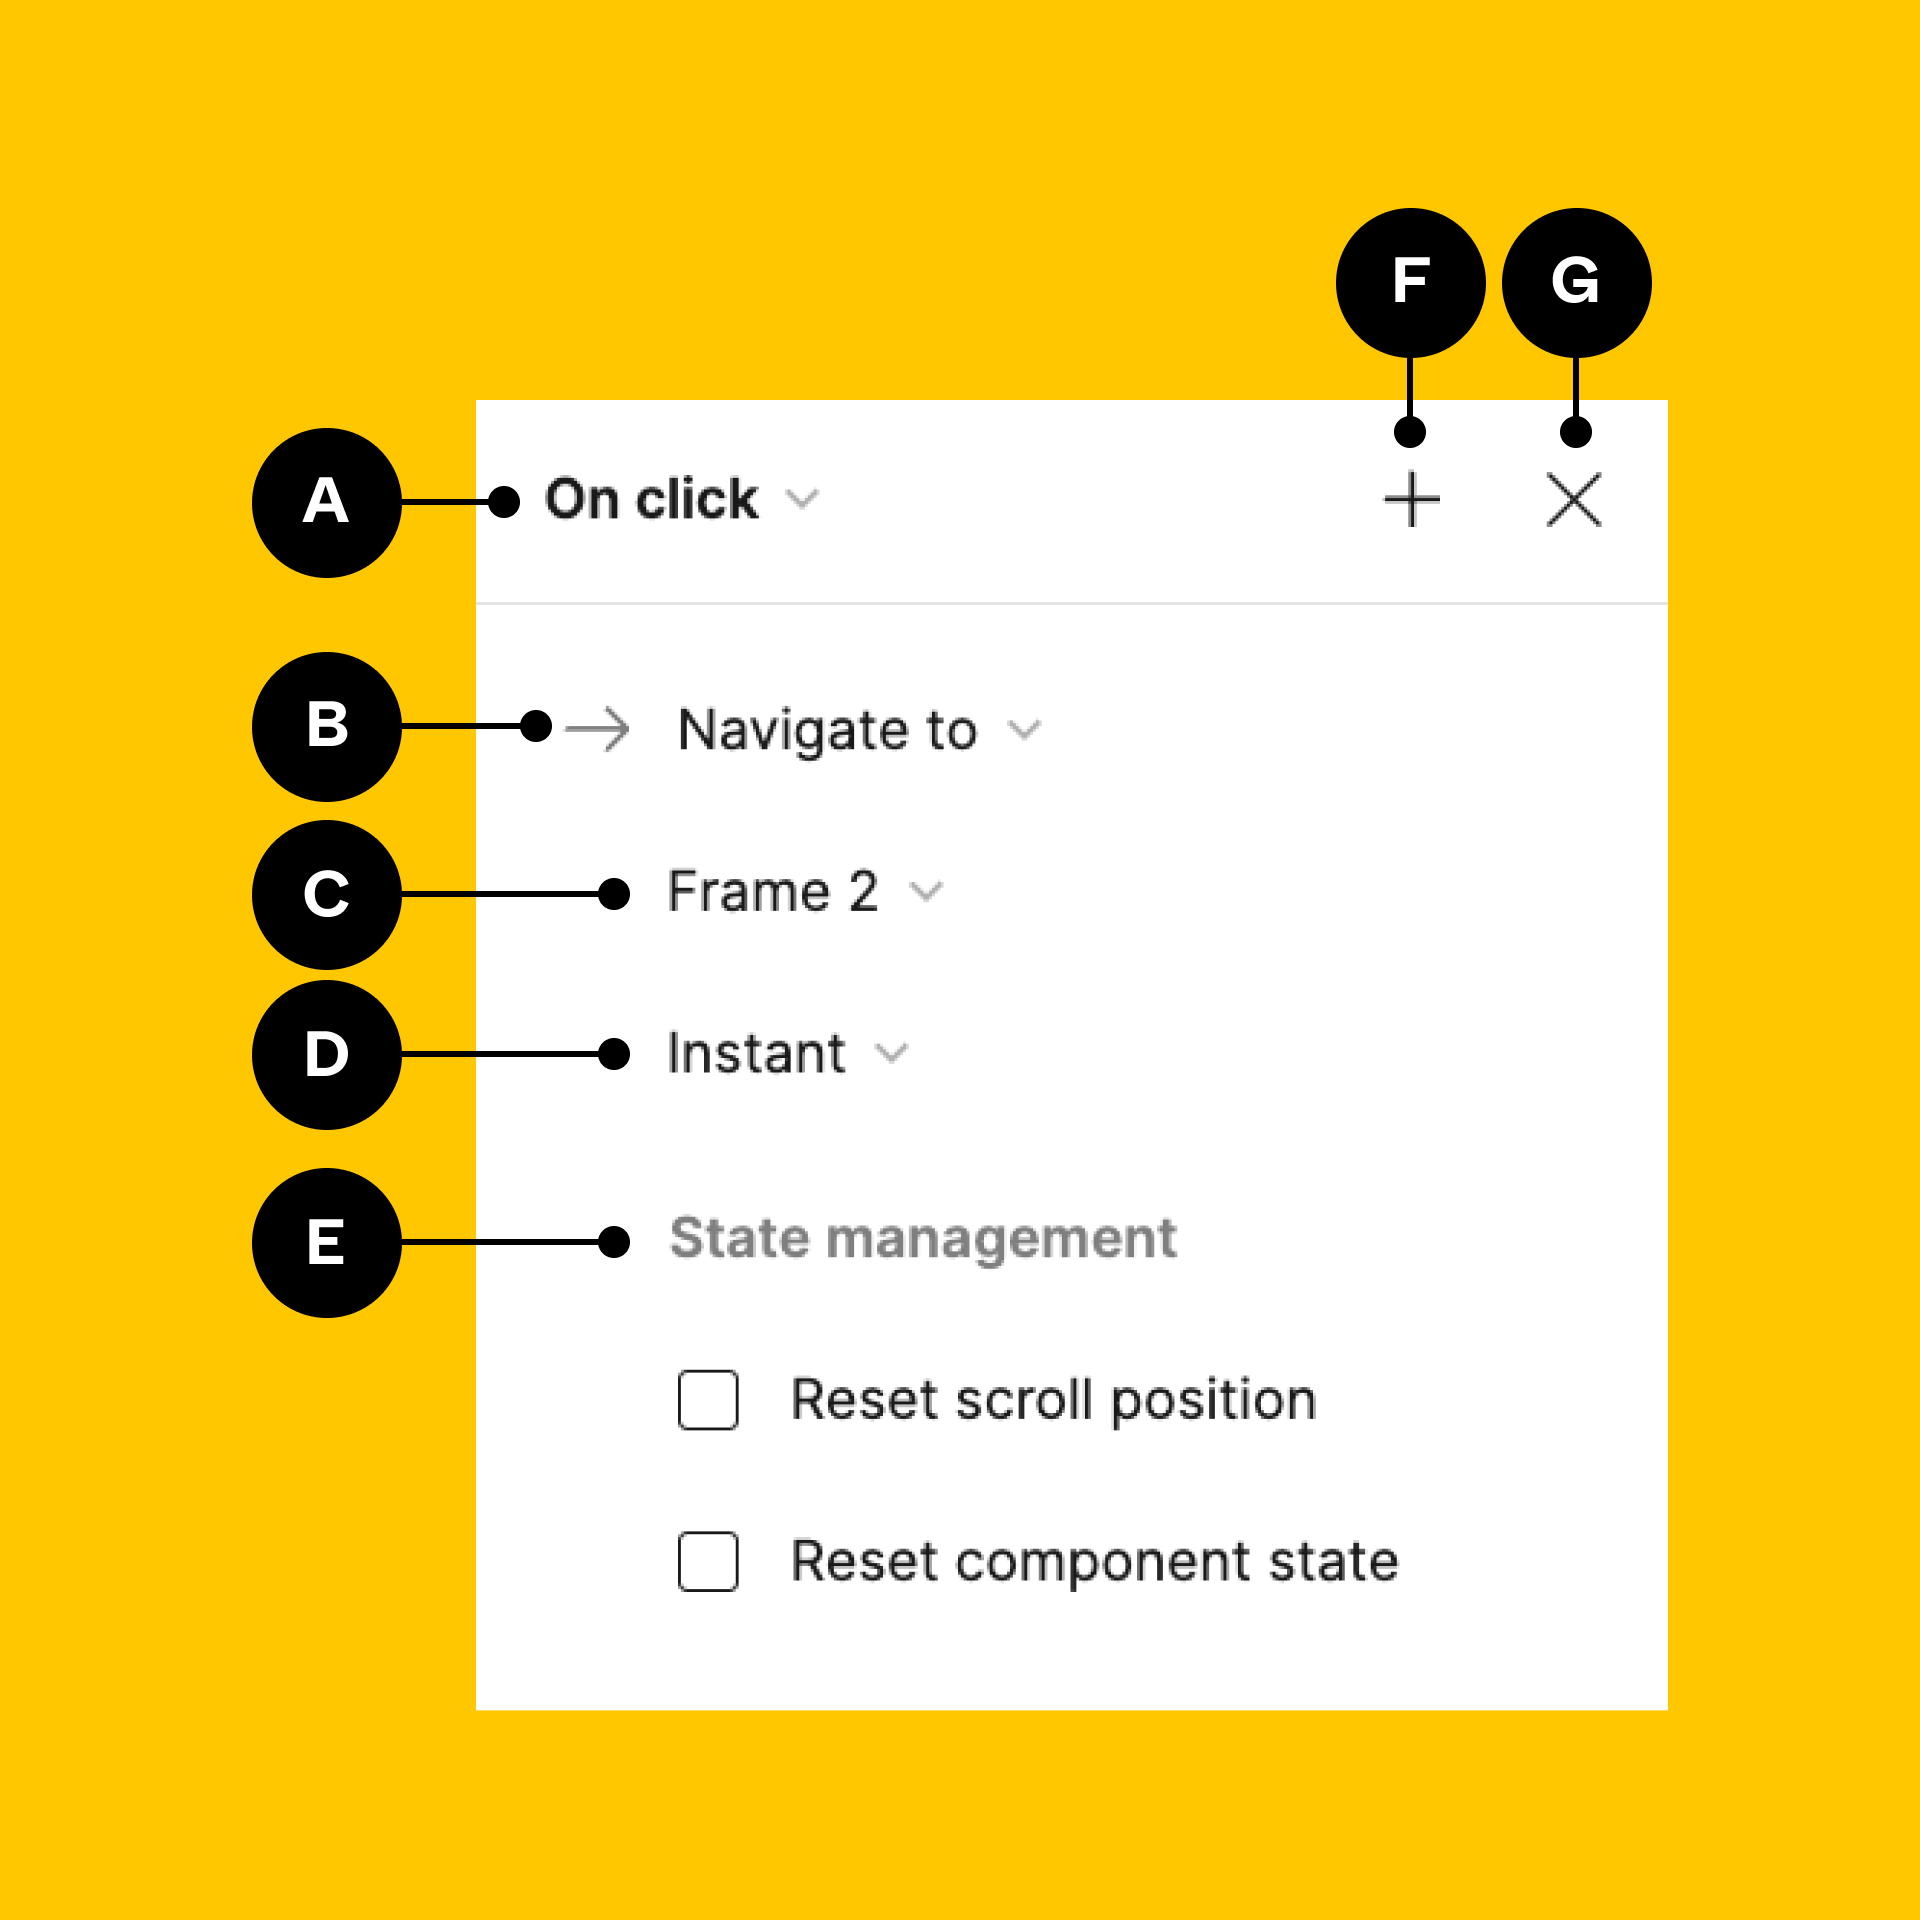 F G
A On click
B Navigate to
C Frame 2
D Instant
E State management
Reset scroll position
Reset component state